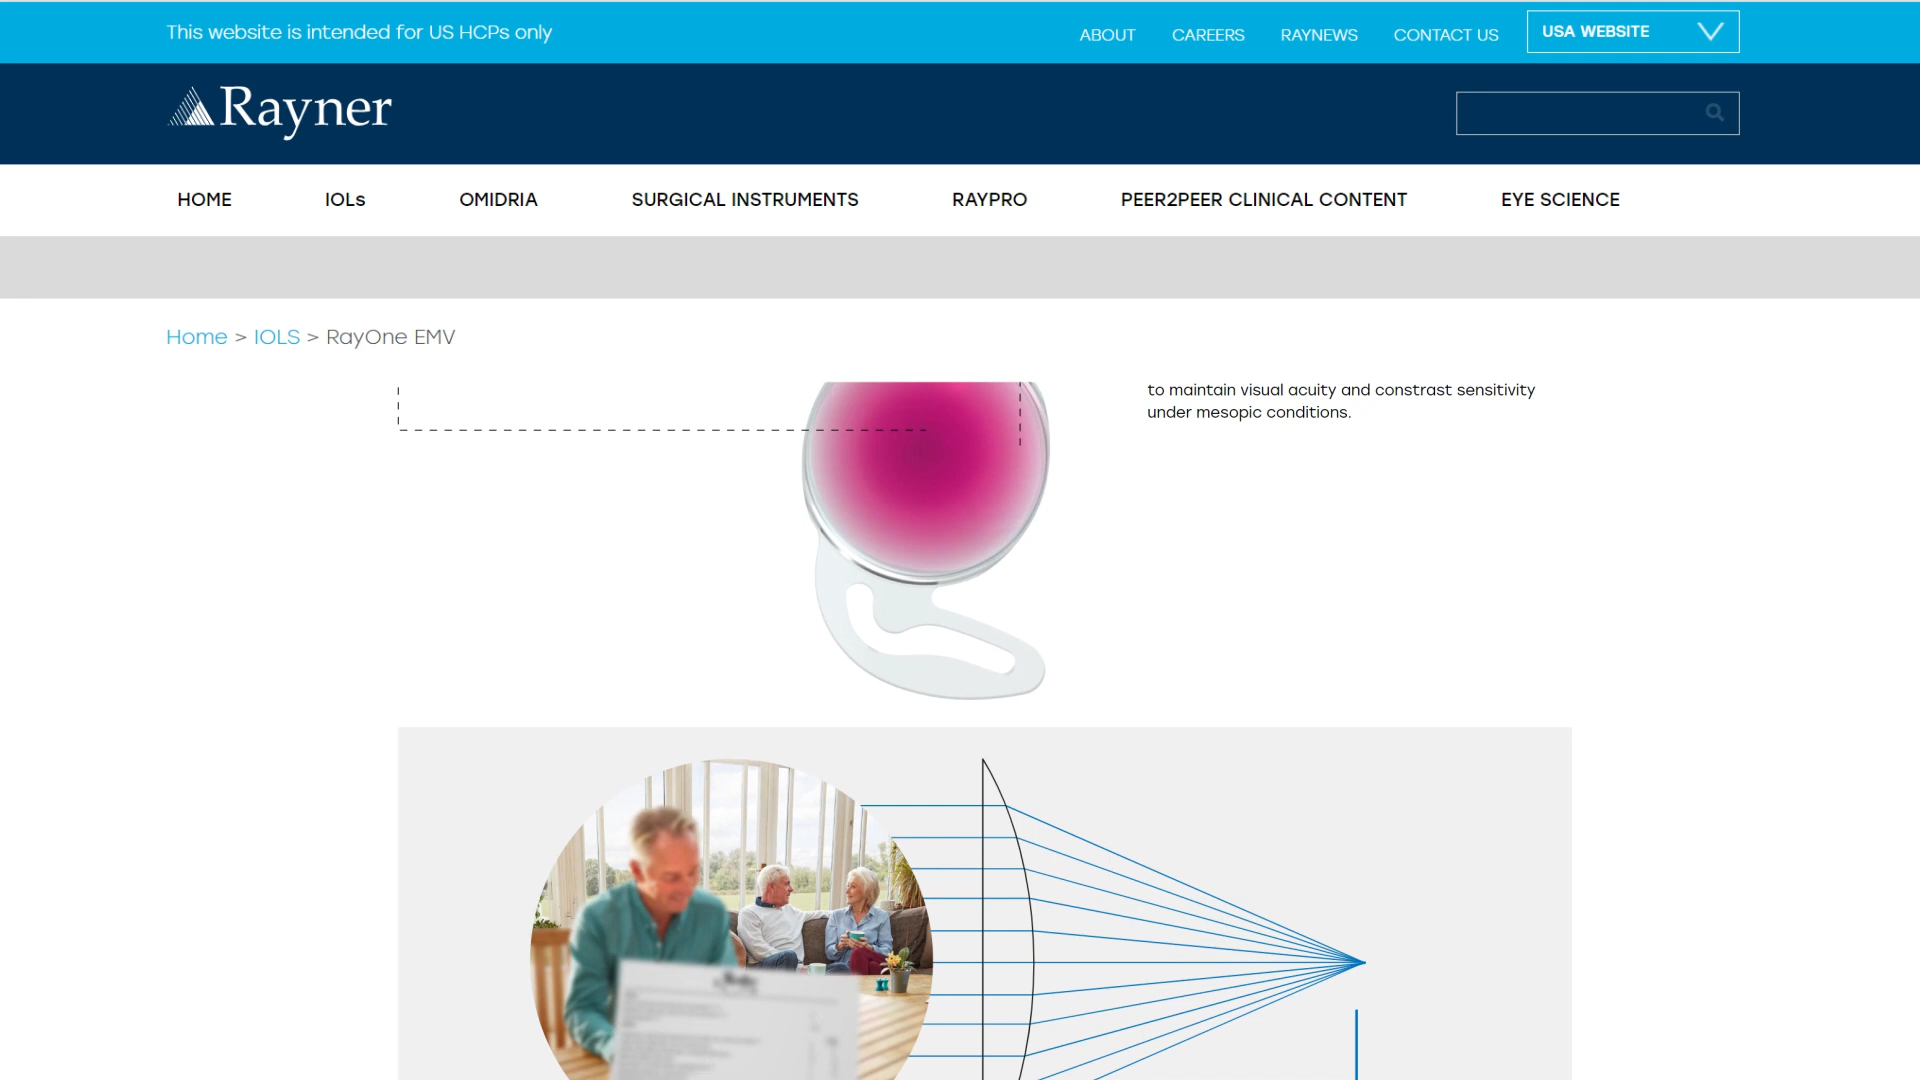 This website is intended for US HCPs only
ABOUT CAREERS RAYNEWS CONTACT US USA WEBSITE
Rayner
HOME IOLs OMIDRIA SURGICAL INSTRUMENTS RAYPRO PEER2PEER CLINICAL CONTENT EYE SCIENCE
Home > IOLS > RayOne EMV
to maintain visual acuity and constrast sensitivity
under mesopic conditions.